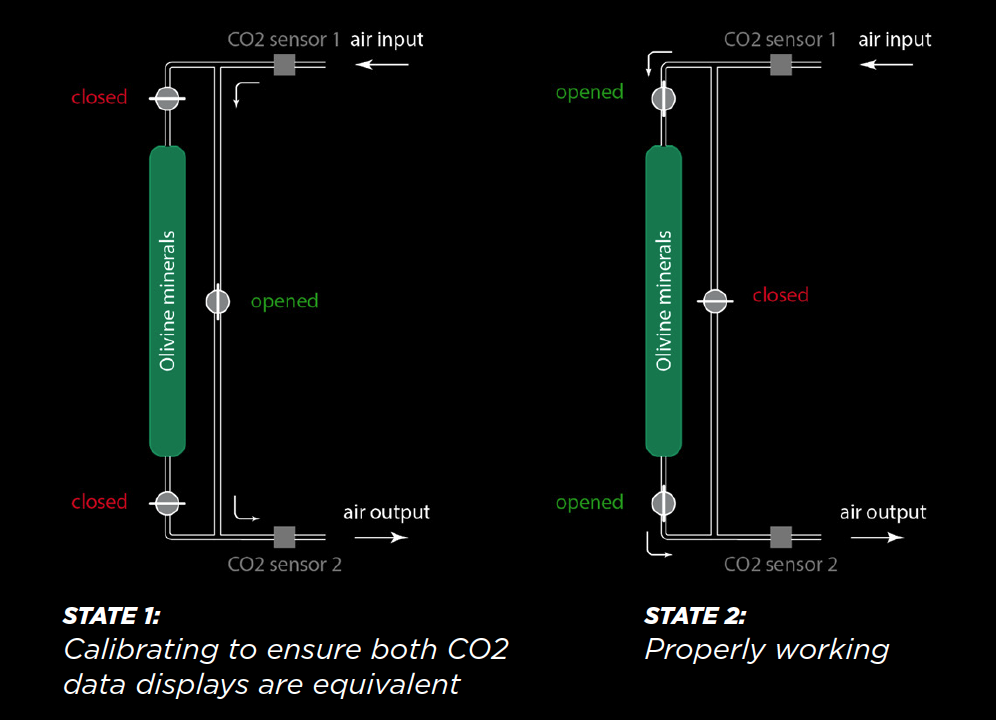 CO2 sensor 1 air input
closed
Olivine minerals
opened
closed
air output
CO2 sensor 2
STATE 1:
Calibrating to ensure both CO2
data displays are equivalent
CO2 sensor 1 air input
opened
Olivine minerals
closed
opened
air output
CO2 sensor 2
STATE 2:
Properly working